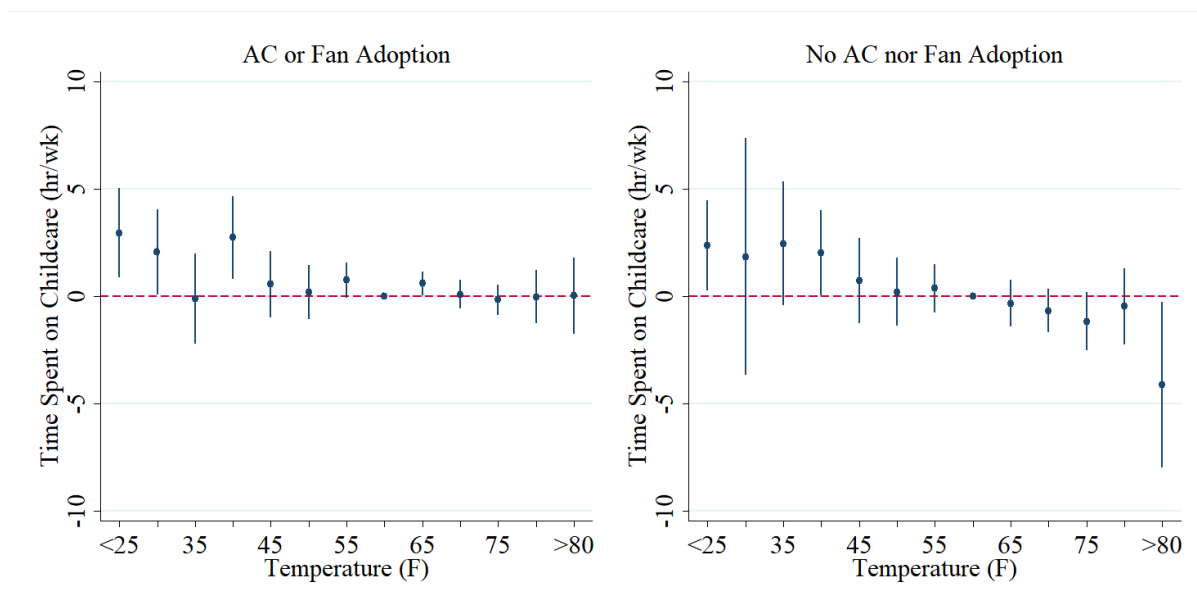 AC or Fan Adoption
Time Spent on Childcare (hr/wk)
10
5
0
-5
-10
<25 35 45 55 65 75 >80
Temperature (F)
No AC nor Fan Adoption
Time Spent on Childcare (hr/wk)
10
5
0
-5
-10
<25 35 45 55 65 75 >80
Temperature (F)